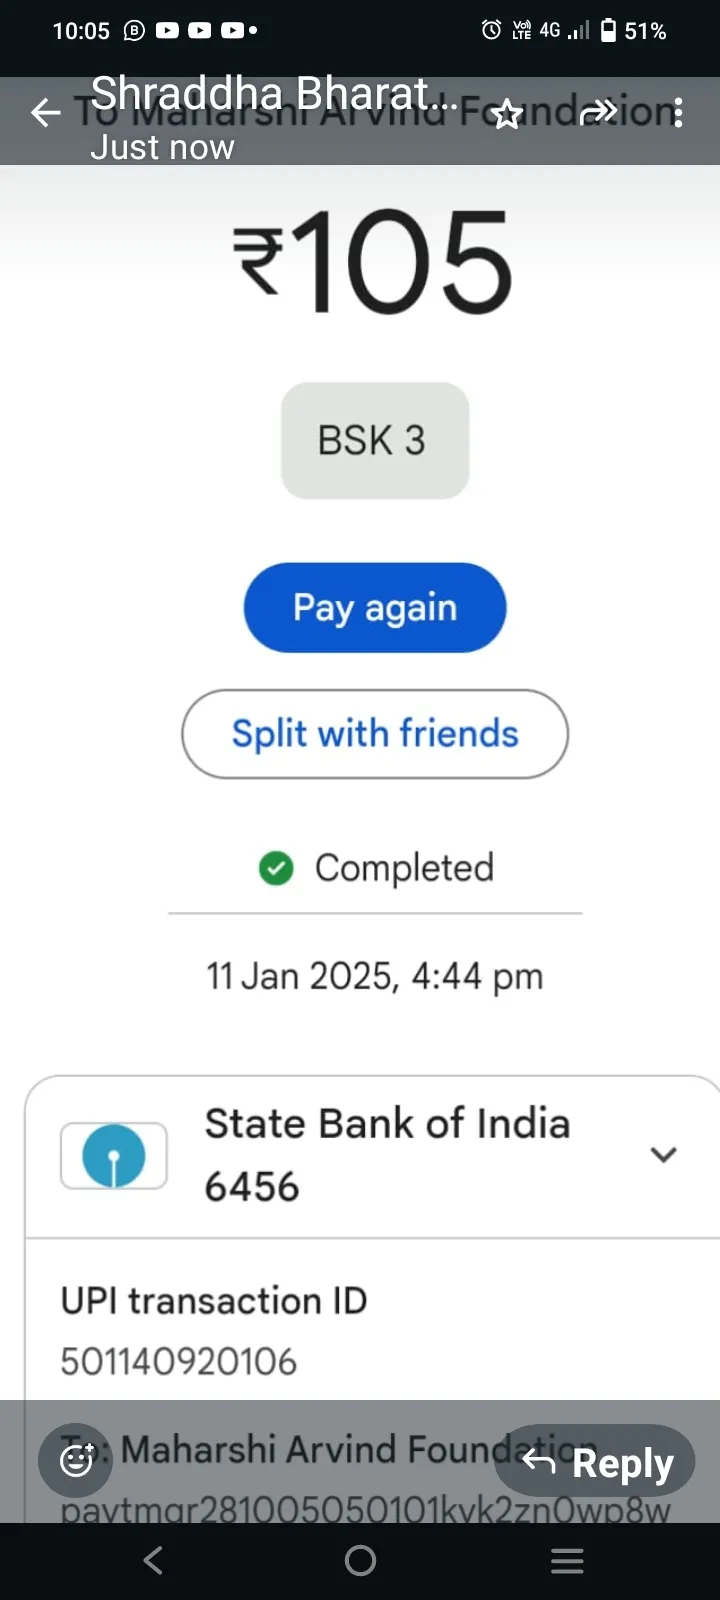 10:05
4G 51%
Shraddha Bharat...
To Maharshi Arvind Foundation
Just now
₹105
BSK 3
Pay again
Split with friends
Completed
11 Jan 2025, 4:44 pm
State Bank of India
6456
UPI transaction ID
501140920106
To: Maharshi Arvind Foundation
Reply
paytmqr281005050101kyk2zn0wp8w